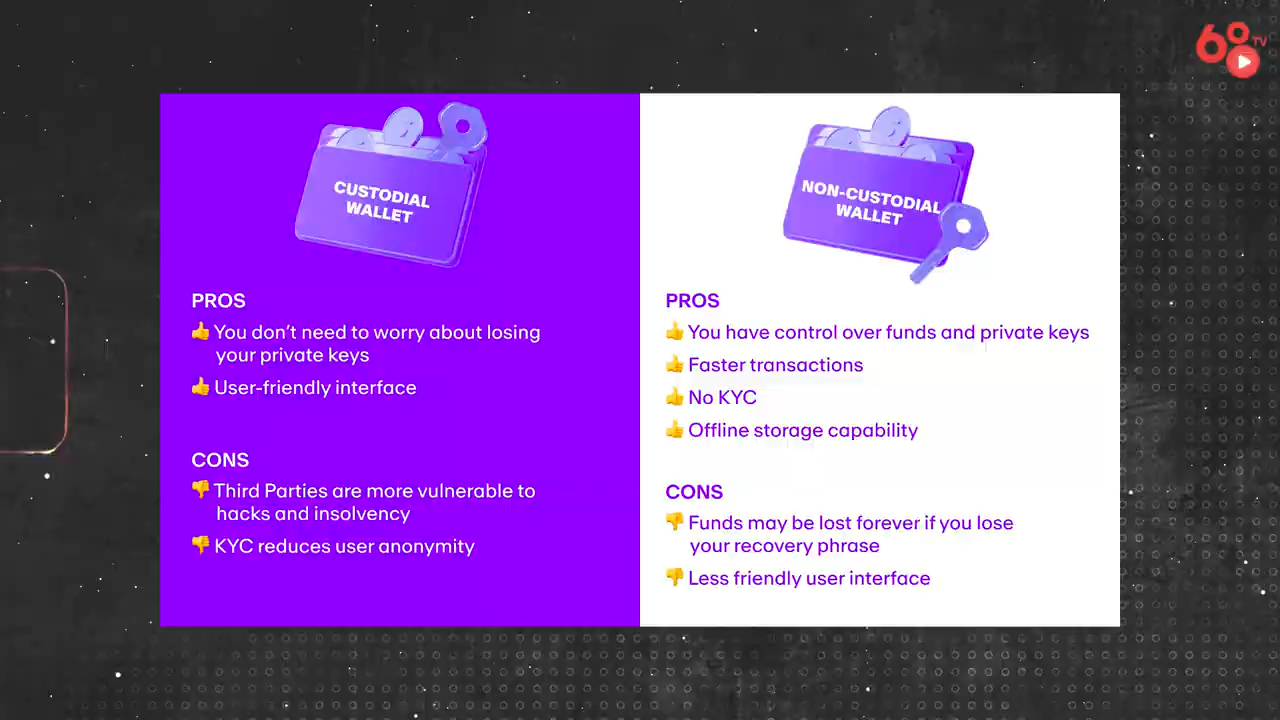 CUSTODIAL
WALLET
PROS
👍 You don't need to worry about losing
your private keys
👍 User-friendly interface
CONS
👎 Third Parties are more vulnerable to
hacks and insolvency
👎 KYC reduces user anonymity
NON-CUSTODIAL
WALLET
PROS
👍 You have control over funds and private keys
👍 Faster transactions
👍 No KYC
👍 Offline storage capability
CONS
👎 Funds may be lost forever if you lose
your recovery phrase
👎 Less friendly user interface
68 TV